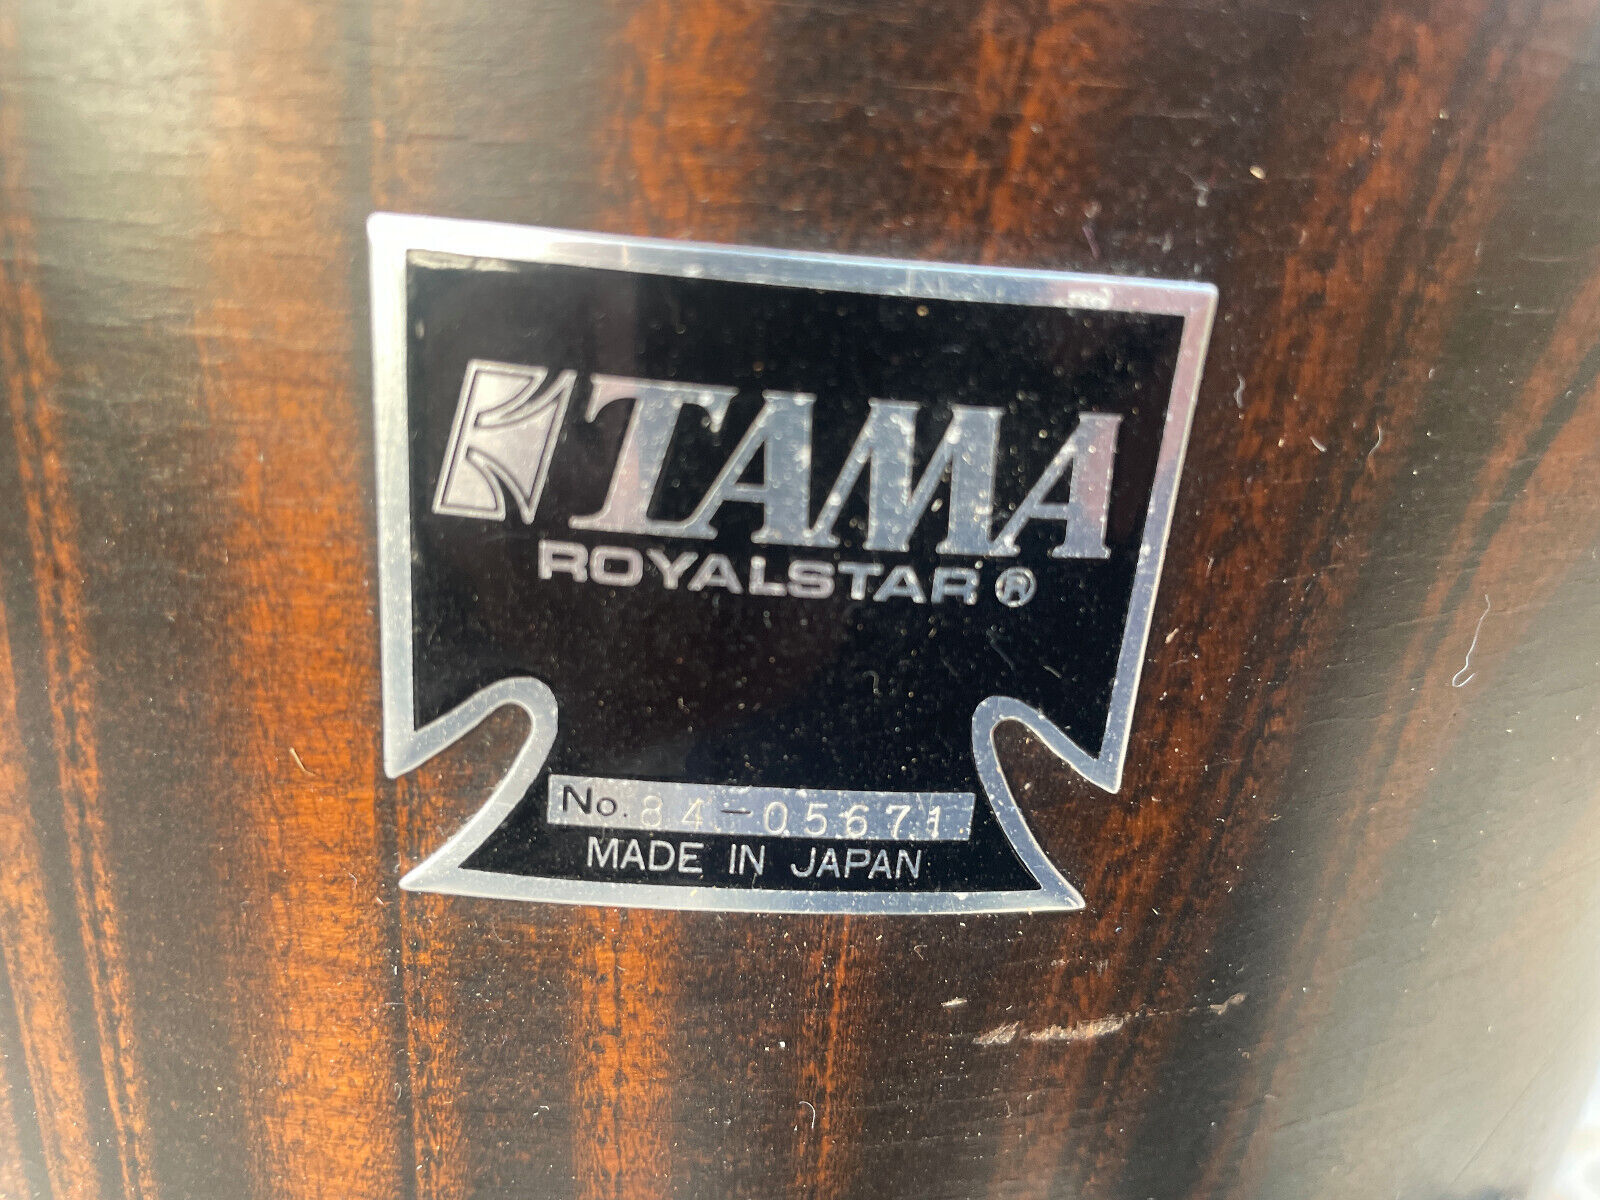 TAMA
ROYALSTAR®
No. 84-05671
MADE IN JAPAN